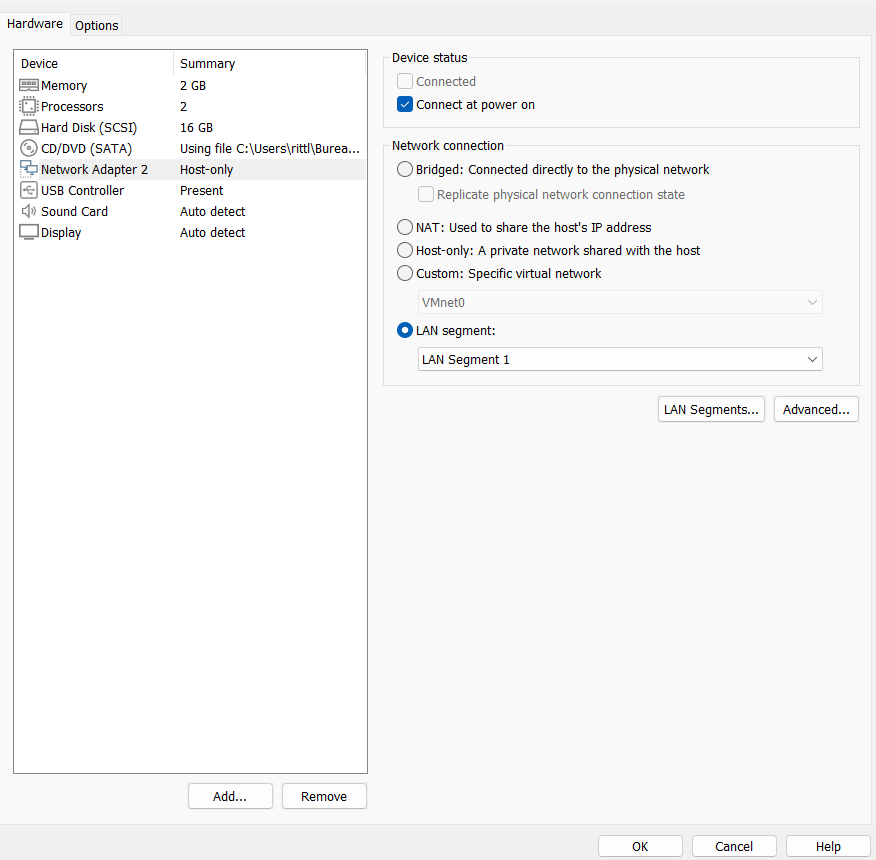 Hardware Options
Device Summary
Memory 2 GB
Processors 2
Hard Disk (SCSI) 16 GB
CD/DVD (SATA) Using file C:\Users\rittl\Burea...
Network Adapter 2 Host-only
USB Controller Present
Sound Card Auto detect
Display Auto detect
Add... Remove
Device status
Connected
Connect at power on
Network connection
Bridged: Connected directly to the physical network
Replicate physical network connection state
NAT: Used to share the host's IP address
Host-only: A private network shared with the host
Custom: Specific virtual network
VMnet0
LAN segment:
LAN Segment 1
LAN Segments... Advanced...
OK Cancel Help